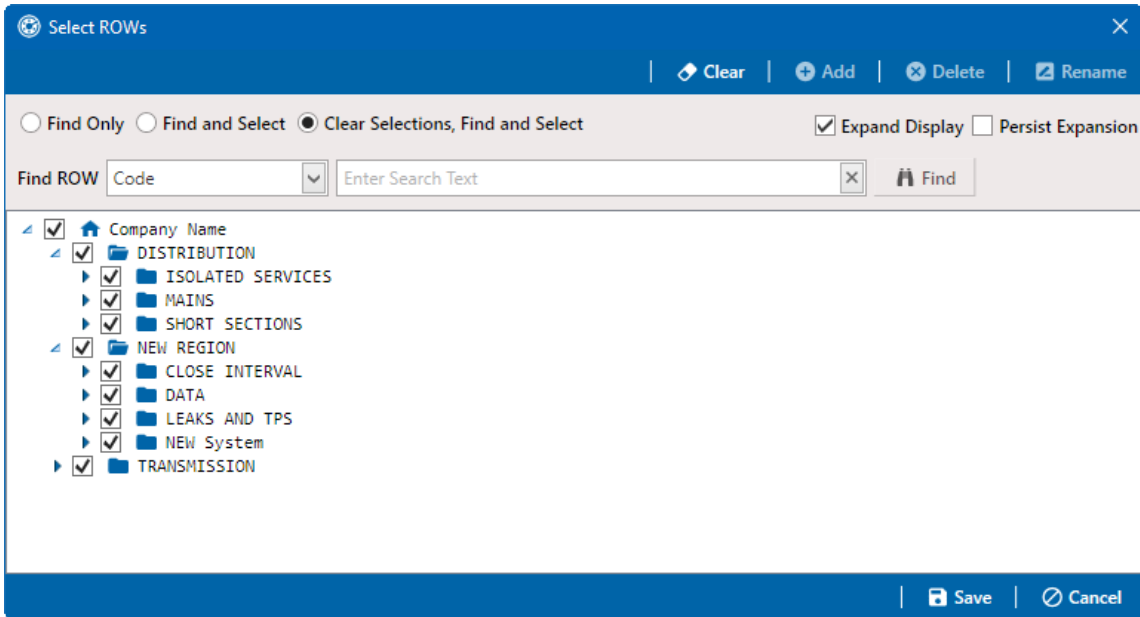 Select ROWs
Clear Add Delete Rename
Find Only Find and Select Clear Selections, Find and Select Expand Display Persist Expansion
Find ROW Code Enter Search Text Find
Company Name
DISTRIBUTION
ISOLATED SERVICES
MAINS
SHORT SECTIONS
NEW REGION
CLOSE INTERVAL
DATA
LEAKS AND TPS
NEW System
TRANSMISSION
Save Cancel